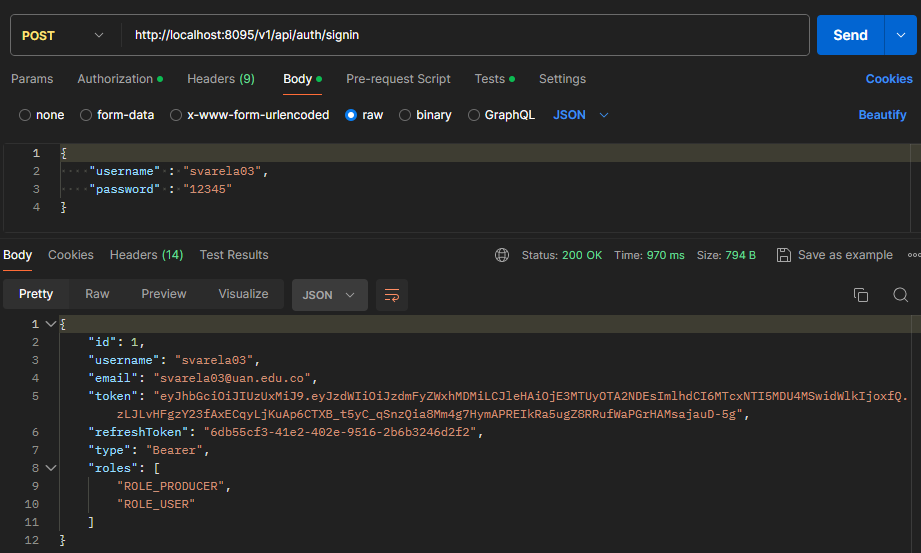 POST http://localhost:8095/v1/api/auth/signin Send
Params Authorization Headers (9) Body Pre-request Script Tests Settings Cookies
none form-data x-www-form-urlencoded raw binary GraphQL JSON Beautify
1 {
2 "username" : "svarela03",
3 "password" : "12345"
4 }
Body Cookies Headers (14) Test Results Status: 200 OK Time: 970 ms Size: 794 B Save as example
Pretty Raw Preview Visualize JSON
1 {
2 "id": 1,
3 "username": "svarela03",
4 "email": "svarela03@uan.edu.co",
5 "token": "eyJhbGciOiJIUzUxMiJ9.eyJzdWIiOiJzdmFyZWxhMDMiLCJleHAiOjE3MTUyOTA2NDEsImlhdCI6MTcxNTI5MDU4MSwidWlkIjoxfQ.
zLJLvHFgzY23fAxECqyLjKuAp6CTXB_t5yC_qSnzQia8Mm4g7HymAPREIkRa5ugZ8RRufWaPGrHAMsajauD-5g",
6 "refreshToken": "6db55cf3-41e2-402e-9516-2b6b3246d2f2",
7 "type": "Bearer",
8 "roles": [
9 "ROLE_PRODUCER",
10 "ROLE_USER"
11 ]
12 }